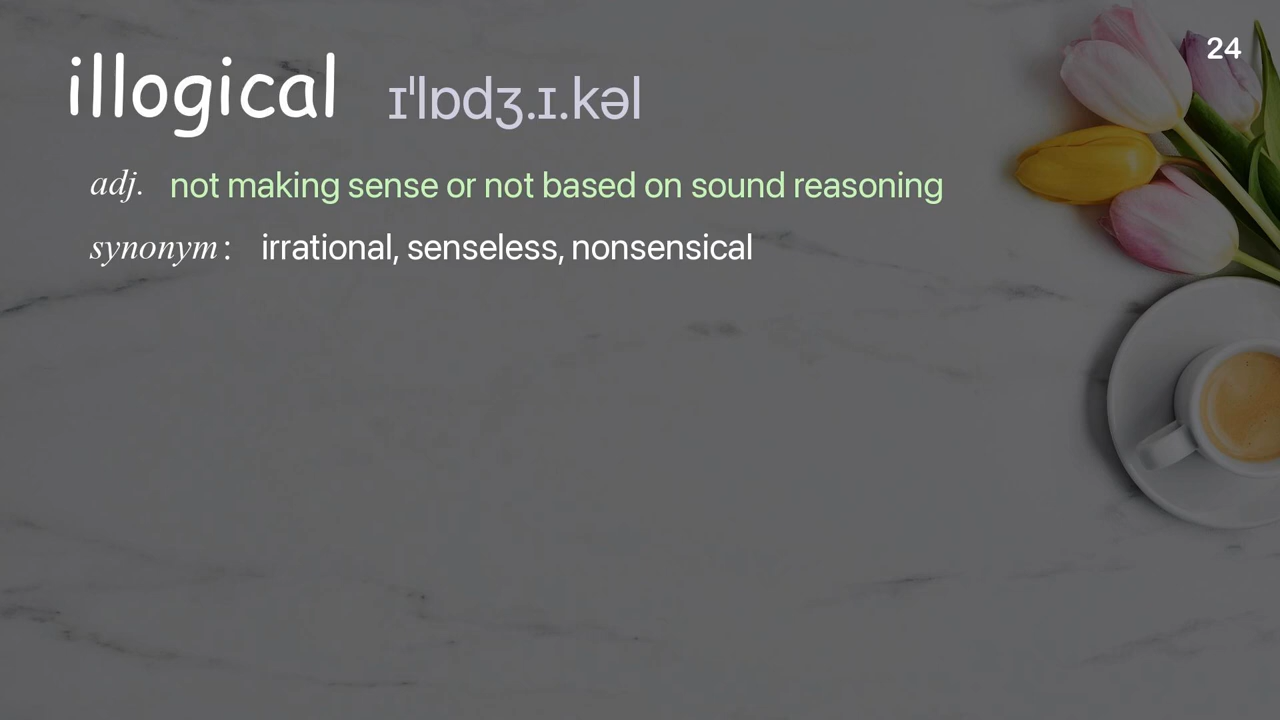 24
illogical ɪˈlɒdʒ.ɪ.kəl
adj. not making sense or not based on sound reasoning
synonym: irrational, senseless, nonsensical